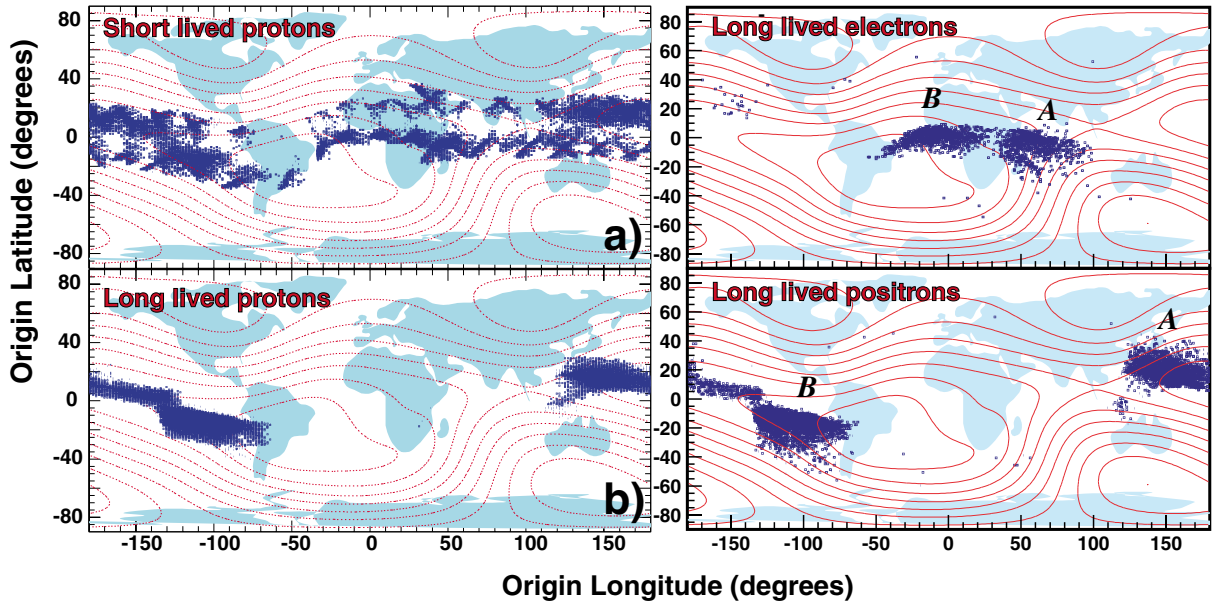 Short lived protons
Long lived electrons
80
40
0
-40
-80
80
60
40
20
0
-20
-40
-60
-80
B
A
a)
Long lived protons
Long lived positrons
80
40
0
-40
-80
80
60
40
20
0
-20
-40
-60
-80
A
B
b)
-150 -100 -50 0 50 100 150
-150 -100 -50 0 50 100 150
Origin Latitude (degrees)
Origin Longitude (degrees)